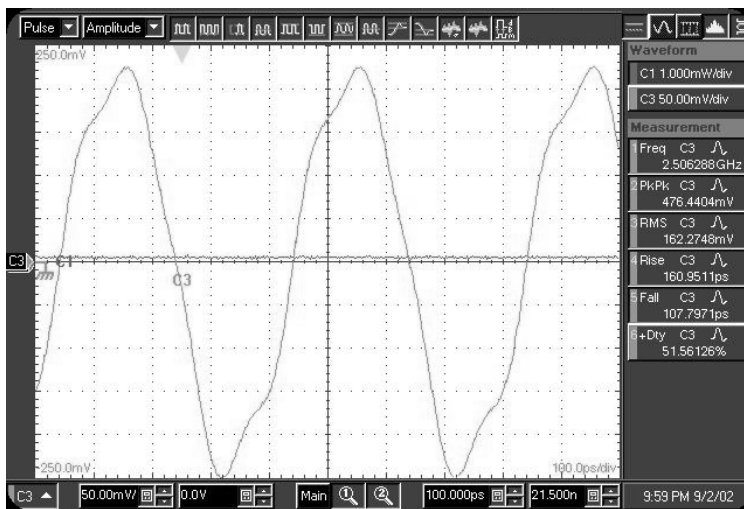 Pulse Amplitude
250.0mV
Waveform
C1 1.000mW/div
C3 50.00mV/div
Measurement
1 Freq C3
2.506288GHz
2 PkPk C3
476.4404mV
3 RMS C3
162.2748mV
4 Rise C3
160.9511ps
5 Fall C3
107.7971ps
6 +Dty C3
51.56126%
C3
C1
C3
-250.0mV
100.0ps/div
C3 50.00mV/ 0.0V Main 1 2 100.000ps 21.500n 9:59 PM 9/2/02